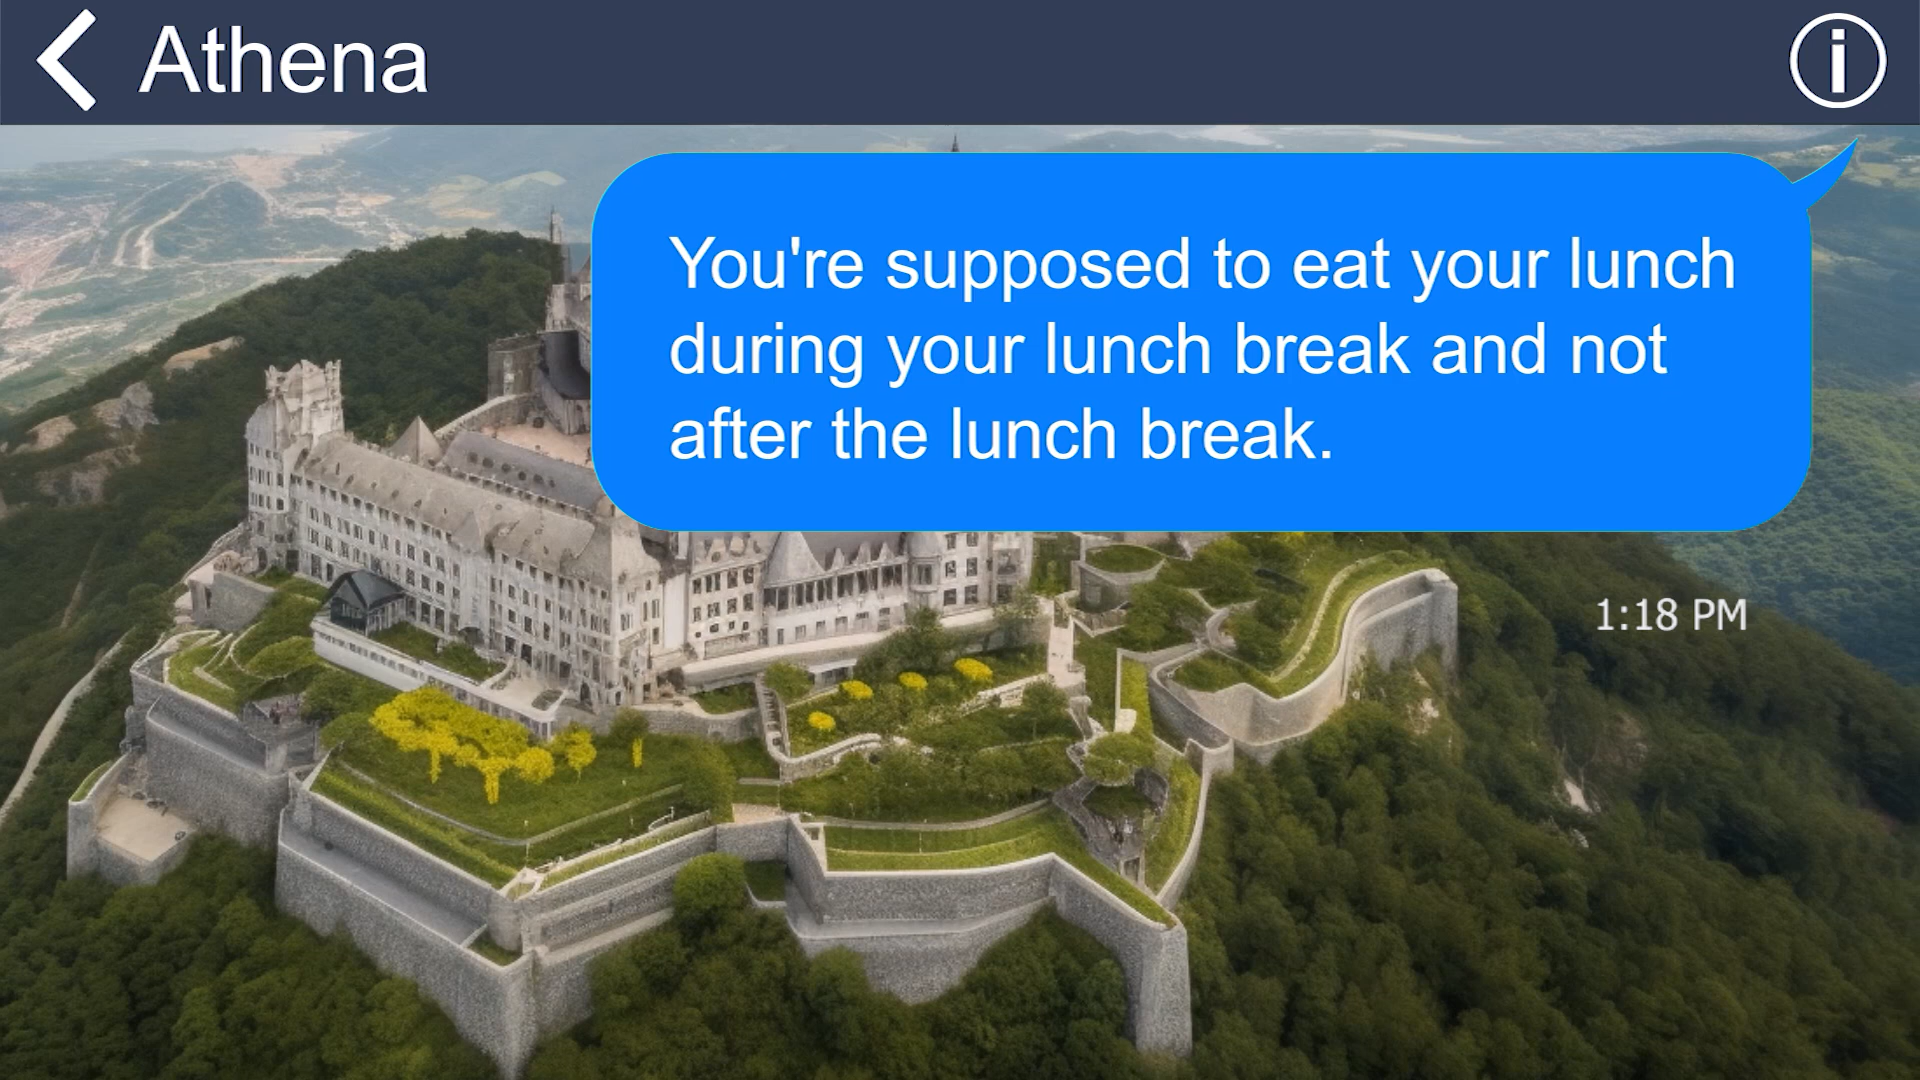 Athena
You're supposed to eat your lunch
during your lunch break and not
after the lunch break.
1:18 PM